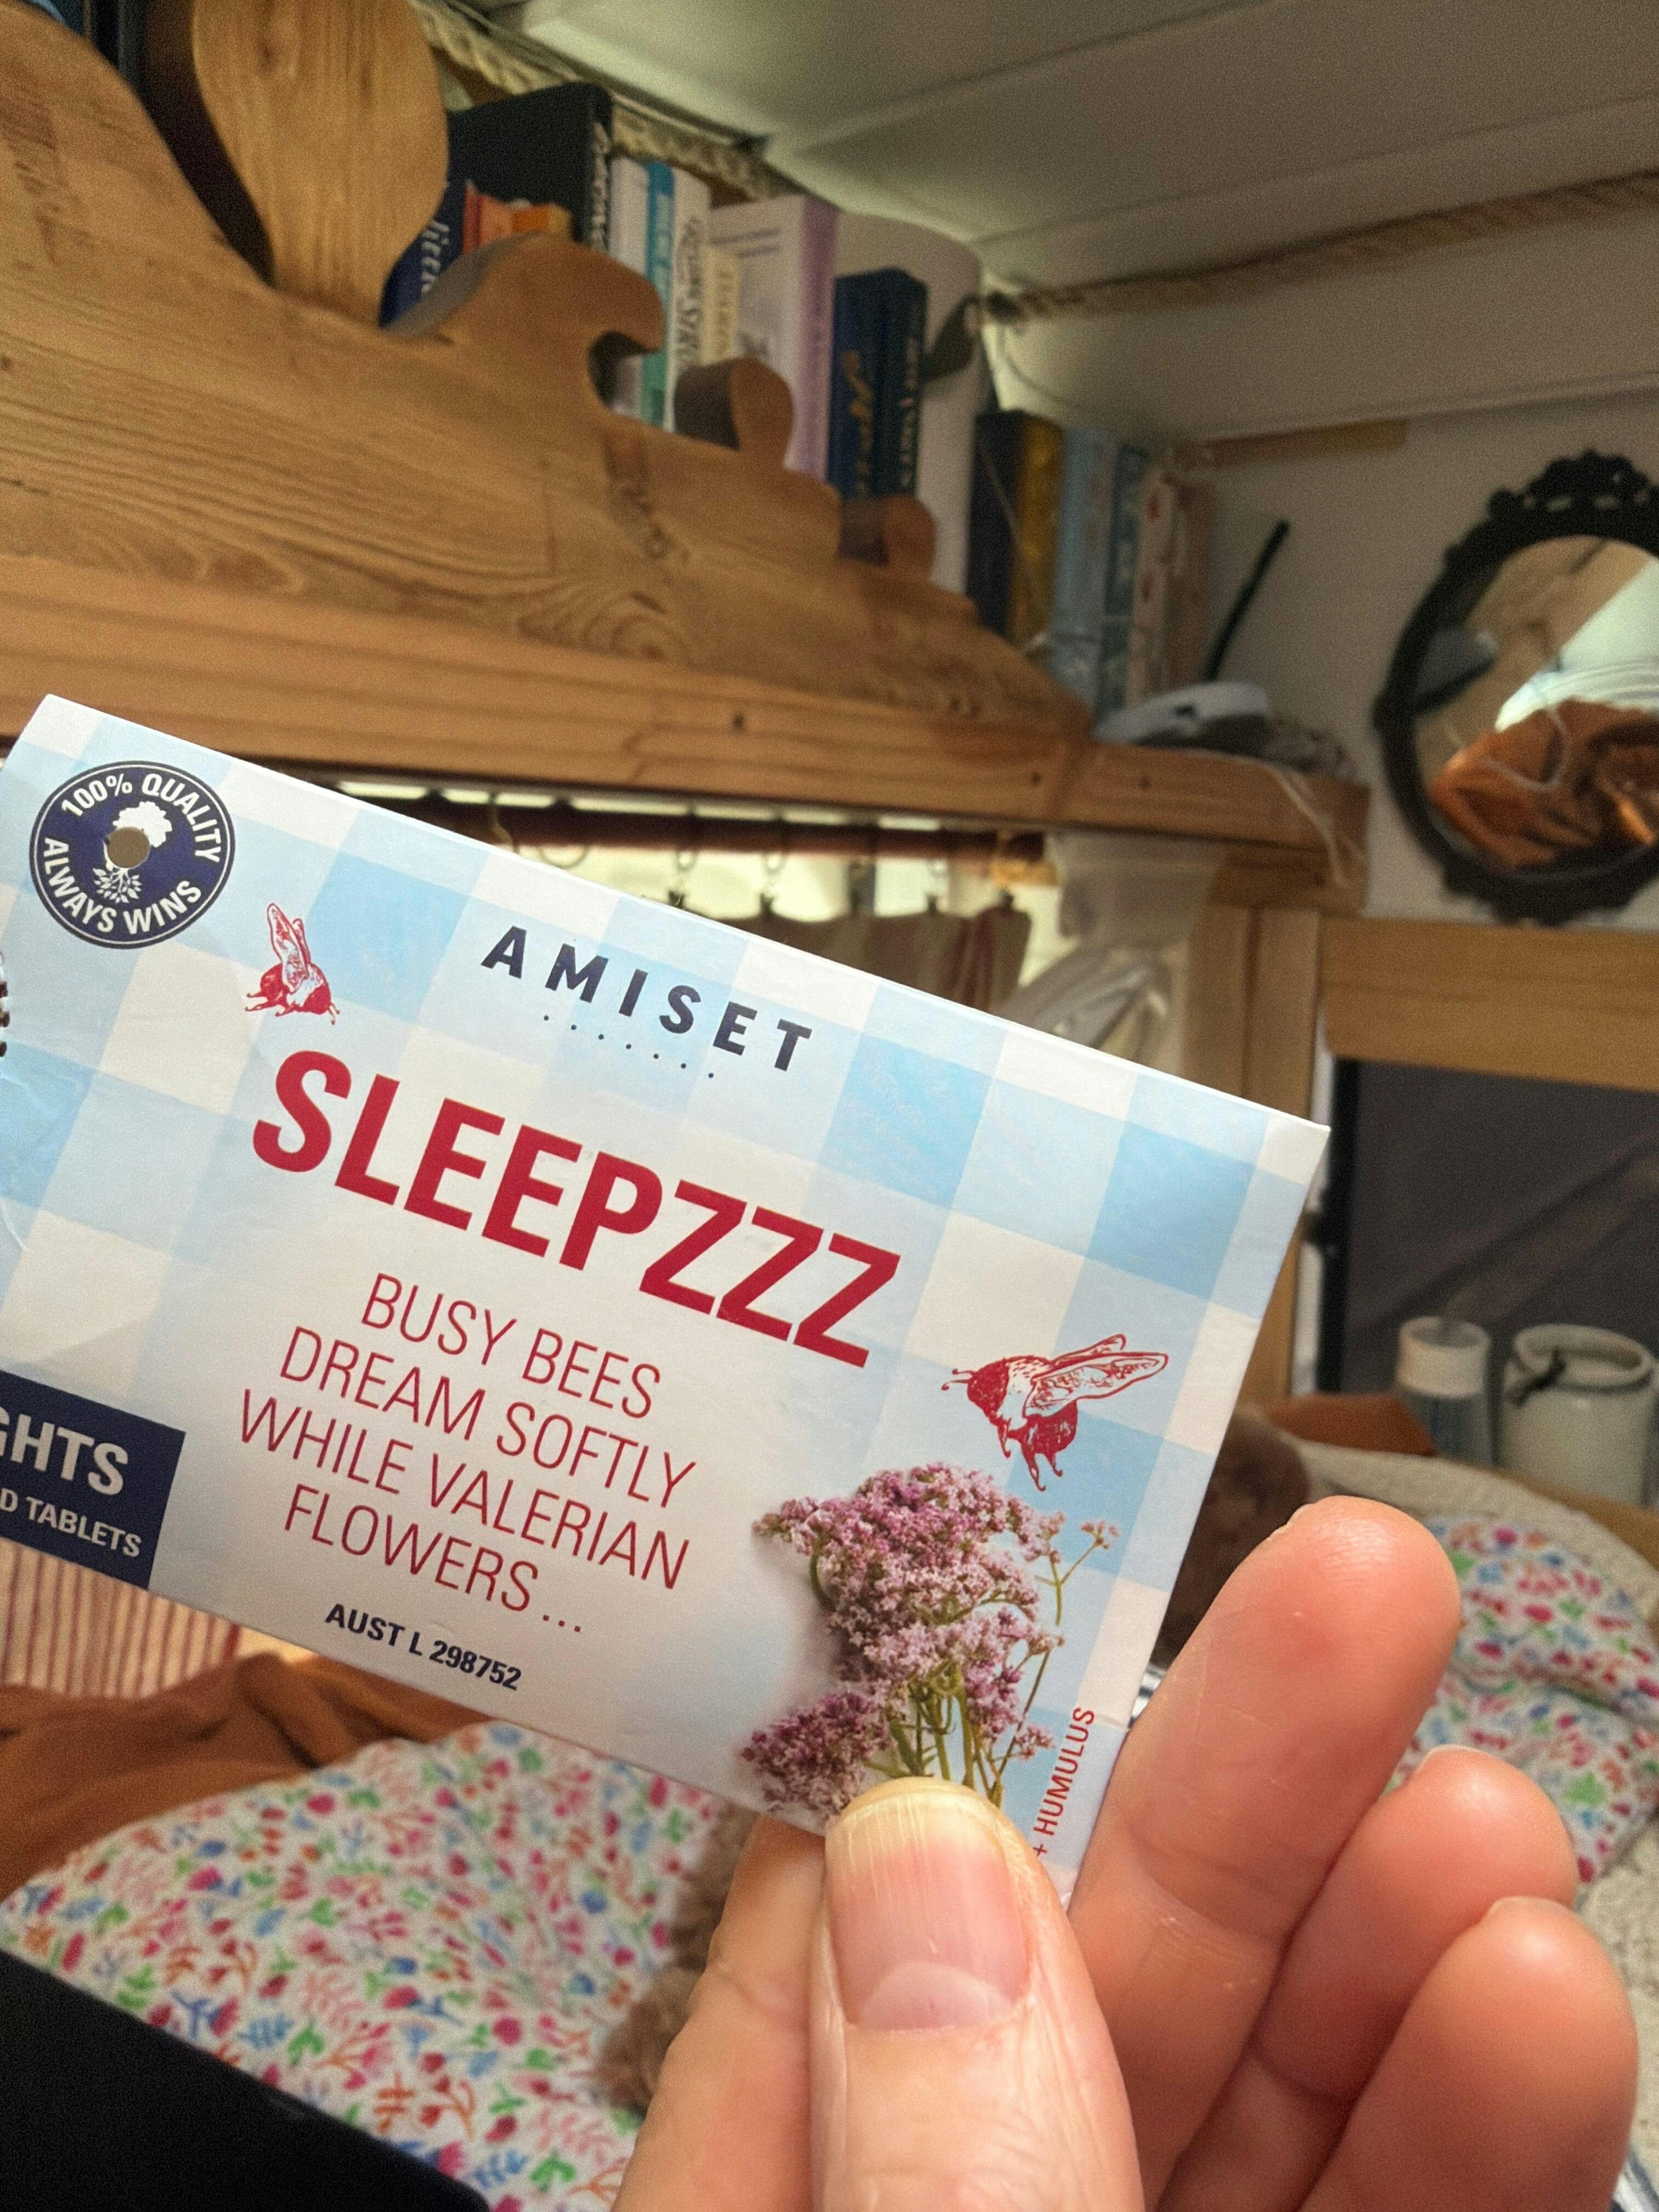 100% QUALITY
ALWAYS WINS
AMISET
SLEEPZZZ
BUSY BEES
DREAM SOFTLY
WHILE VALERIAN
FLOWERS...
AUST L 298752
GHTS
D TABLETS
+ HUMULUS